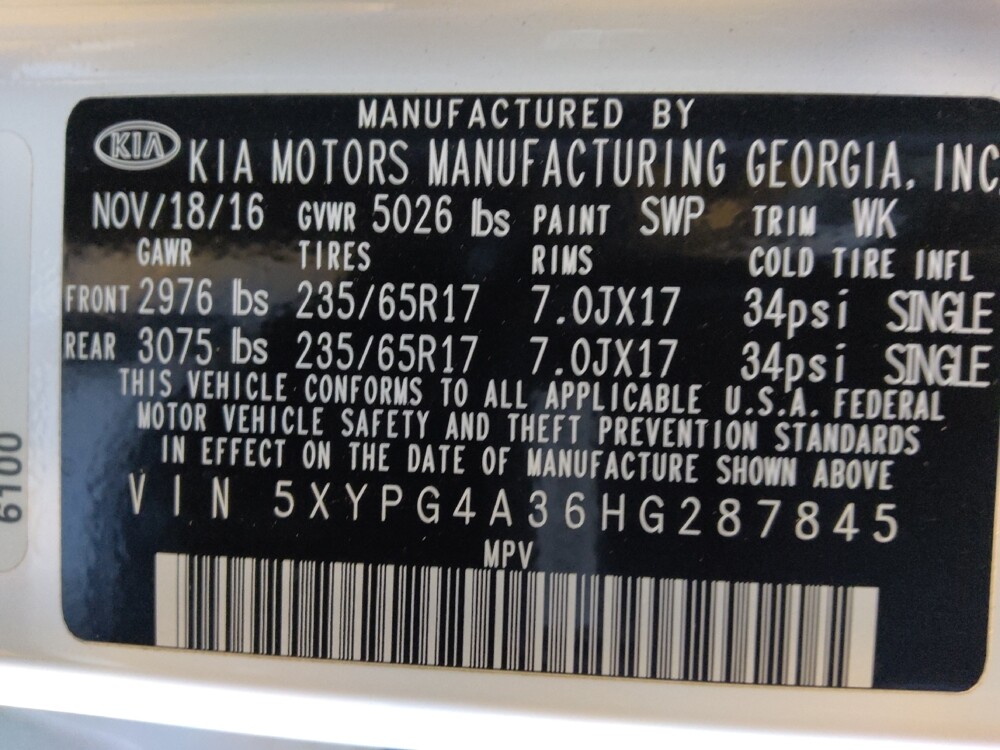 MANUFACTURED BY
KIA KIA MOTORS MANUFACTURING GEORGIA, INC
NOV/18/16 GVWR 5026 lbs PAINT SWP TRIM WK
GAWR TIRES RIMS COLD TIRE INFL
FRONT 2976 lbs 235/65R17 7.0JX17 34psi SINGLE
REAR 3075 lbs 235/65R17 7.0JX17 34psi SINGLE
THIS VEHICLE CONFORMS TO ALL APPLICABLE U.S.A. FEDERAL
MOTOR VEHICLE SAFETY AND THEFT PREVENTION STANDARDS
IN EFFECT ON THE DATE OF MANUFACTURE SHOWN ABOVE
VIN 5XYPG4A36HG287845
MPV
6100